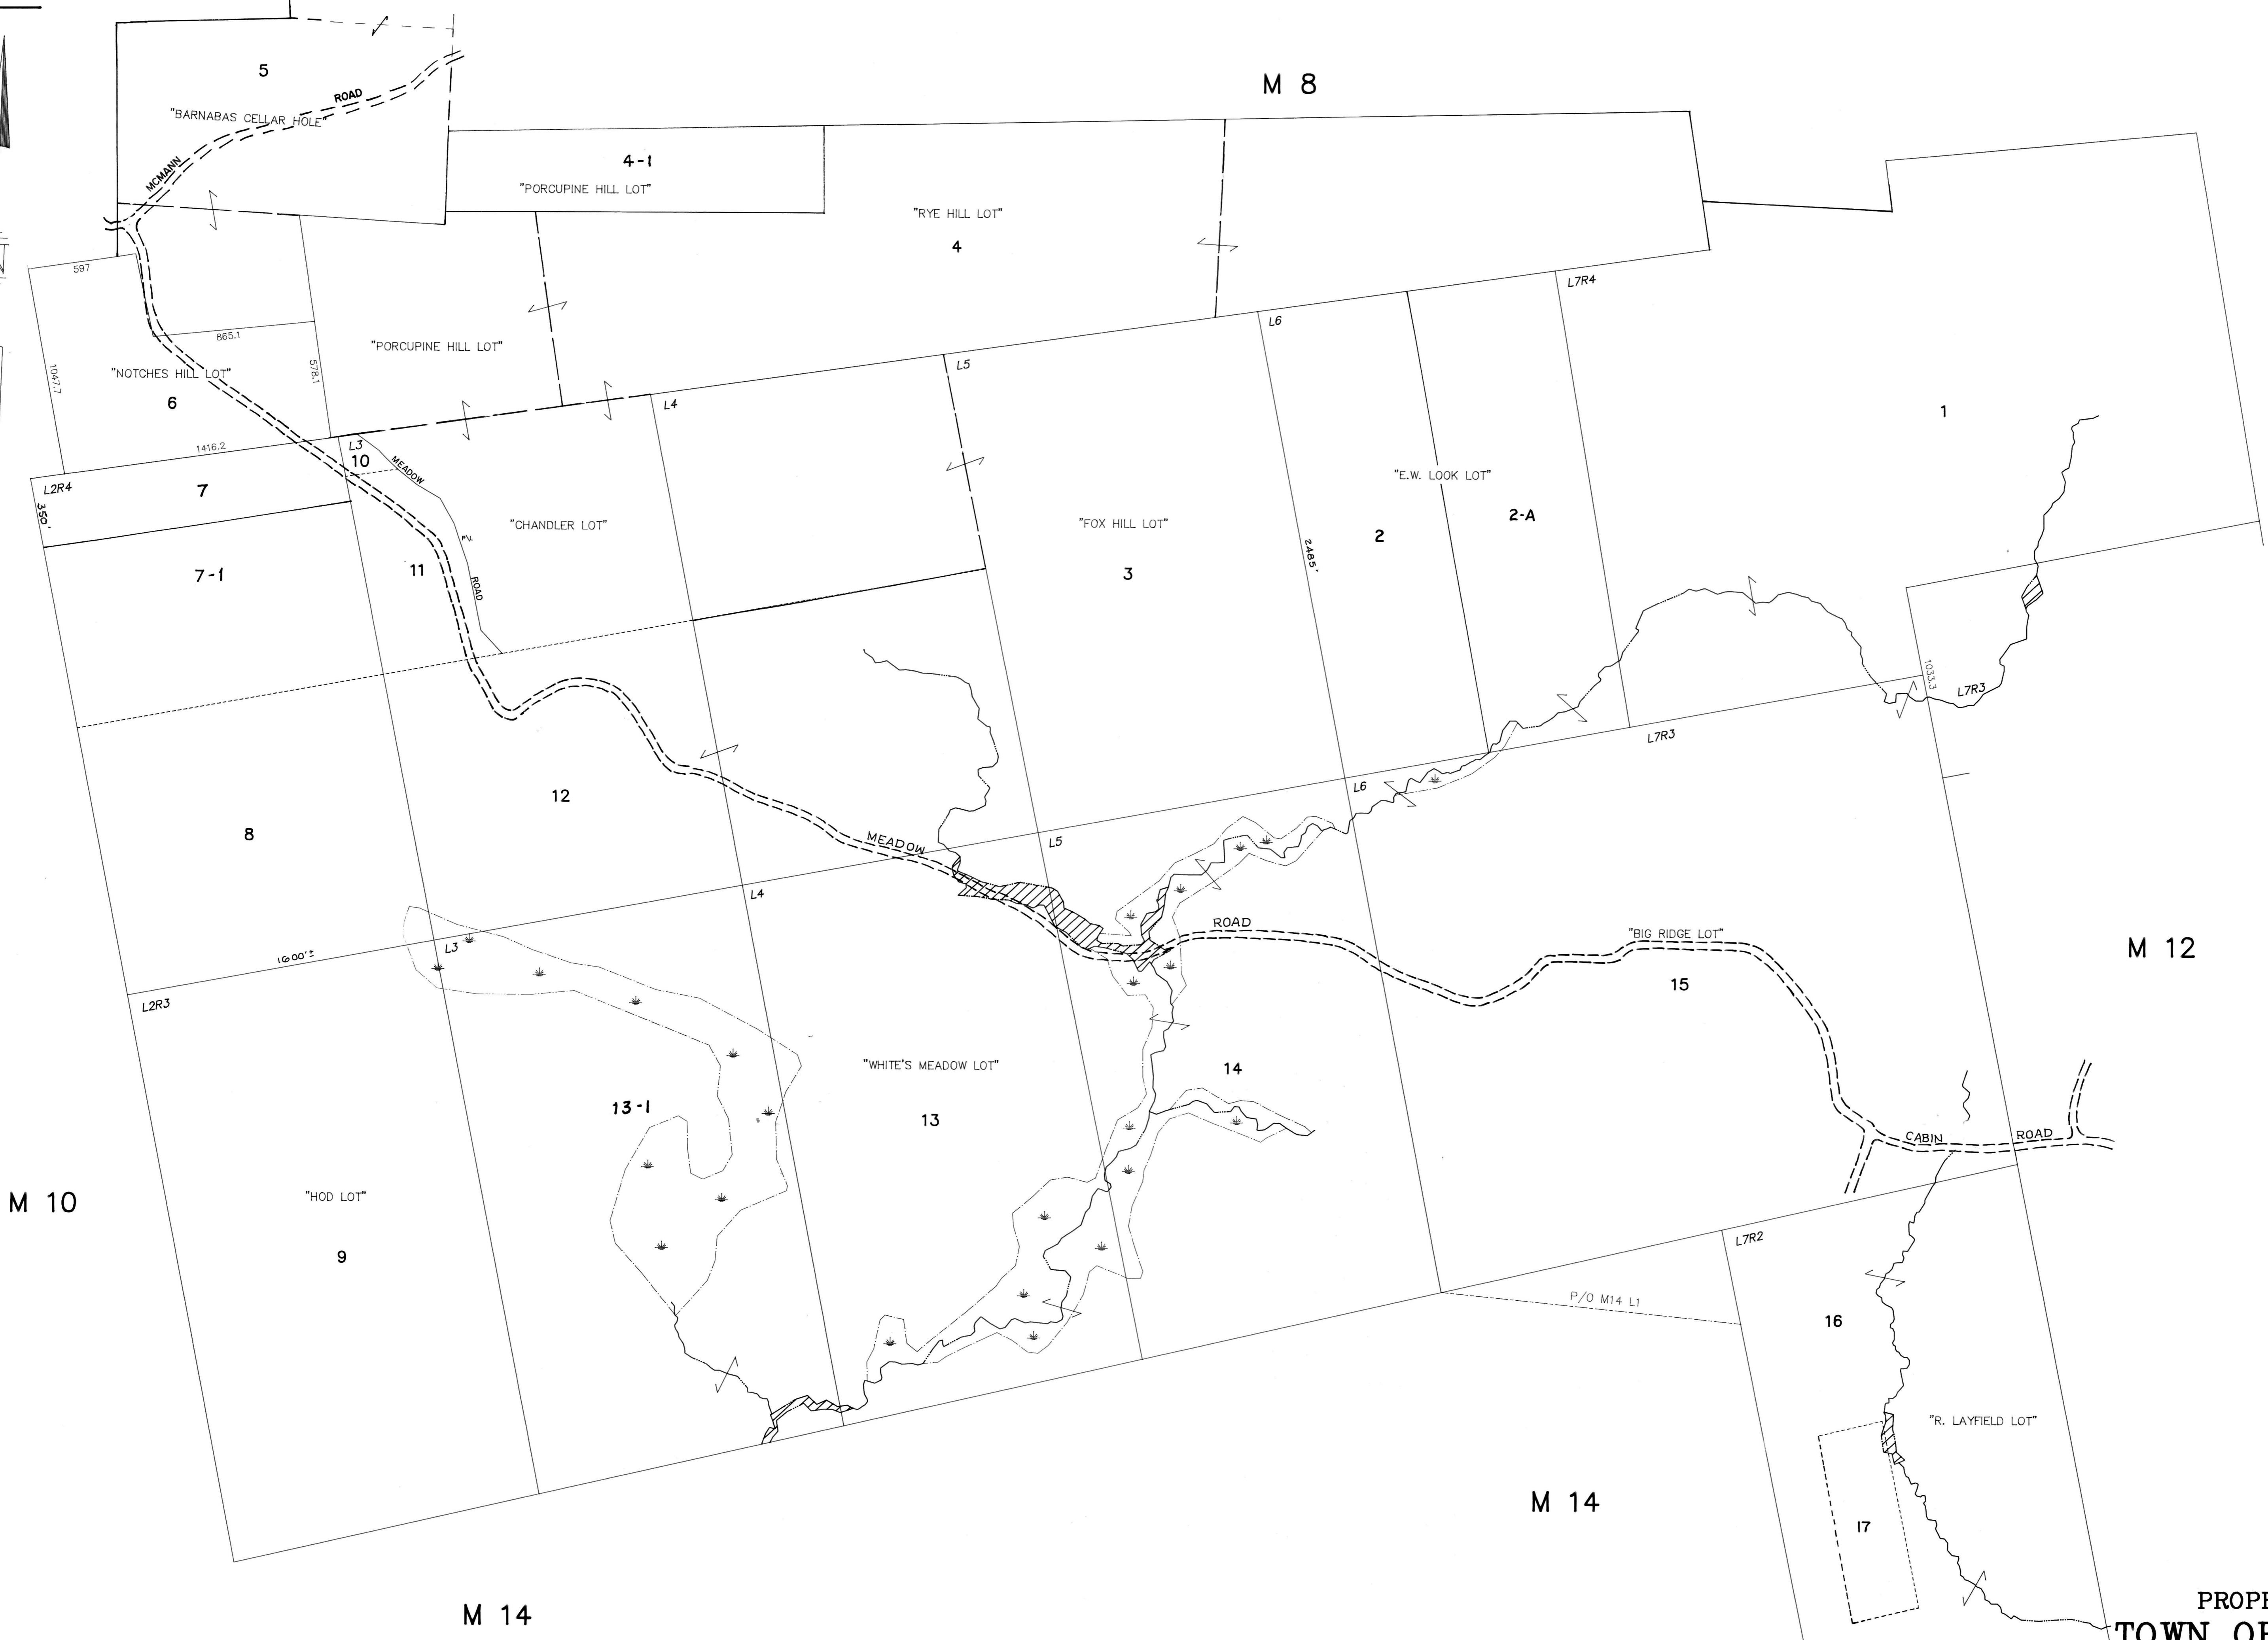 M 8
5
"BARNABAS CELLAR HOLE"
MCMANN
ROAD
4-1
"PORCUPINE HILL LOT"
"RYE HILL LOT"
4
L7R4
597
865.1
"PORCUPINE HILL LOT"
L6
1047.7
578.1
"NOTCHES HILL LOT"
6
L5
1
1416.2
L4
L3
10
MEADOW
ROAD
L2R4
350'
7
"CHANDLER LOT"
"FOX HILL LOT"
3
2485'
2
"E.W. LOOK LOT"
2-A
7-1
11
1033.3
L7R3
L7R3
12
8
MEADOW
ROAD
L5
L6
L4
L3
1600'±
L2R3
"BIG RIDGE LOT"
15
M 12
"WHITE'S MEADOW LOT"
13
14
13-1
CABIN
ROAD
M 10
"HOD LOT"
9
L7R2
P/O M14 L1
16
"R. LAYFIELD LOT"
M 14
17
M 14
PROPE
TOWN OF